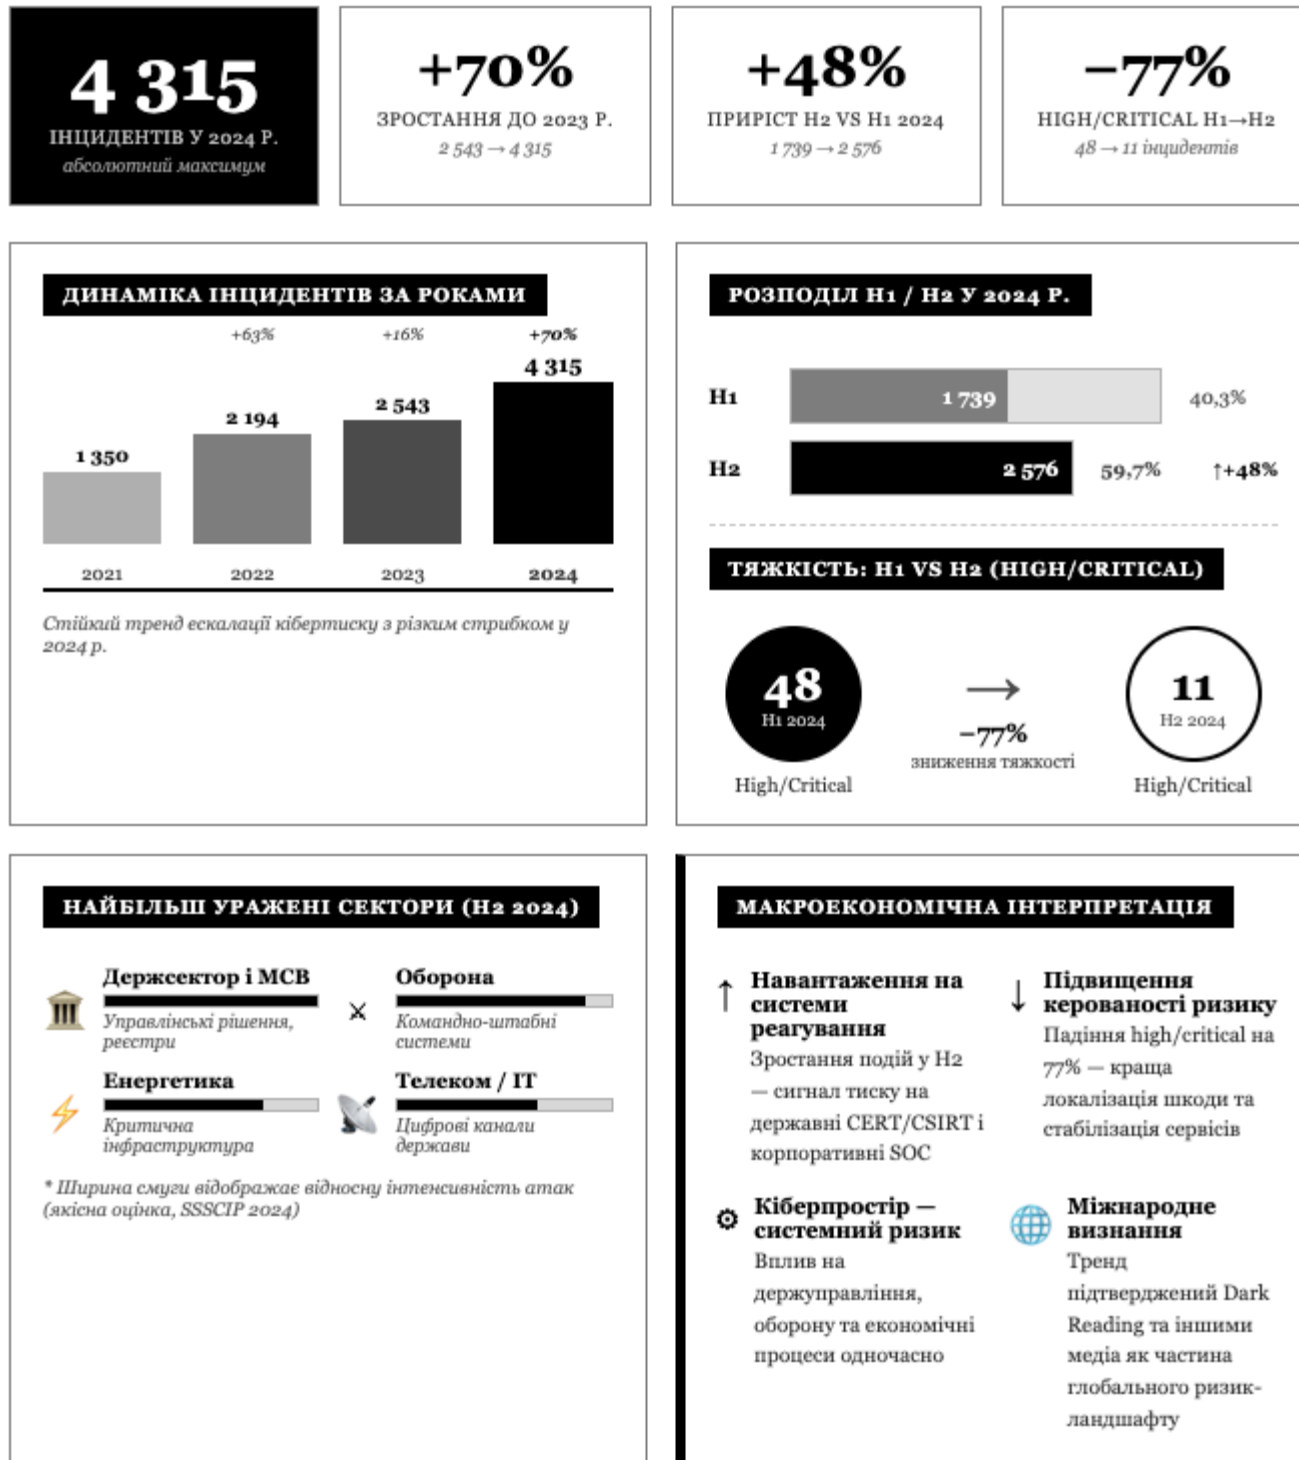 4 315
ІНЦИДЕНТІВ У 2024 Р.
абсолютний максимум
+70%
ЗРОСТАННЯ ДО 2023 Р.
2 543 → 4 315
+48%
ПРИРІСТ H2 VS H1 2024
1 739 → 2 576
−77%
HIGH/CRITICAL H1→H2
48 → 11 інцидентів
ДИНАМІКА ІНЦИДЕНТІВ ЗА РОКАМИ
+63%
+16%
+70%
1 350
2 194
2 543
4 315
2021
2022
2023
2024
Стійкий тренд ескалації кібертиску з різким стрибком у
2024 р.
РОЗПОДІЛ H1 / H2 У 2024 Р.
H1
1 739
40,3%
H2
2 576
59,7%
↑+48%
ТЯЖКІСТЬ: H1 VS H2 (HIGH/CRITICAL)
48
H1 2024
High/Critical
→
−77%
зниження тяжкості
11
H2 2024
High/Critical
НАЙБІЛЬШ УРАЖЕНІ СЕКТОРИ (H2 2024)
Держсектор і МСВ
Управлінські рішення,
реєстри
Оборона
Командно-штабні
системи
Енергетика
Критична
інфраструктура
Телеком / ІТ
Цифрові канали
держави
* Ширина смуги відображає відносну інтенсивність атак
(якісна оцінка, SSSCIP 2024)
МАКРОЕКОНОМІЧНА ІНТЕРПРЕТАЦІЯ
↑ Навантаження на
системи
реагування
Зростання подій у H2
— сигнал тиску на
державні CERT/CSIRT і
корпоративні SOC
↓ Підвищення
керованості ризику
Падіння high/critical на
77% — краща
локалізація шкоди та
стабілізація сервісів
Кіберпростір —
системний ризик
Вплив на
держуправління,
оборону та економічні
процеси одночасно
Міжнародне
визнання
Тренд
підтверджений Dark
Reading та іншими
медіа як частина
глобального ризик-
ландшафту